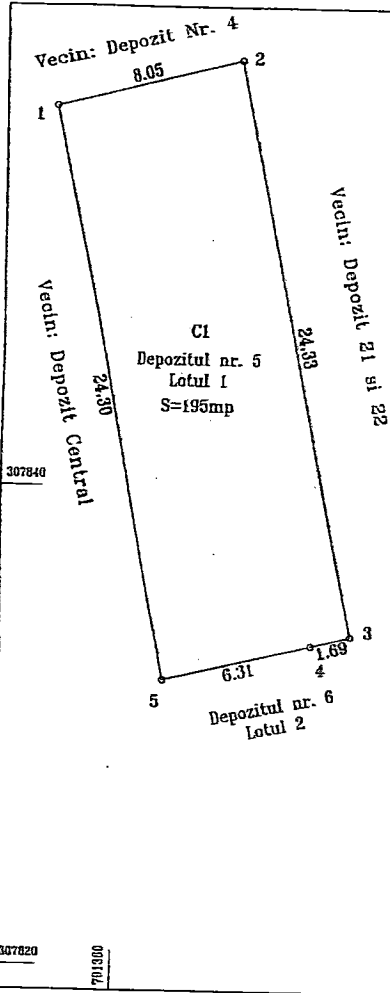 Vecin: Depozit Nr. 4
8.05
2
1
Vecin: Depozit 21 si 22
Vecin: Depozit Central
24.30
24.33
C1
Depozitul nr. 5
Lotul 1
S=195mp
307840
3
1.69
4
6.31
5
Depozitul nr. 6
Lotul 2
307820
701360